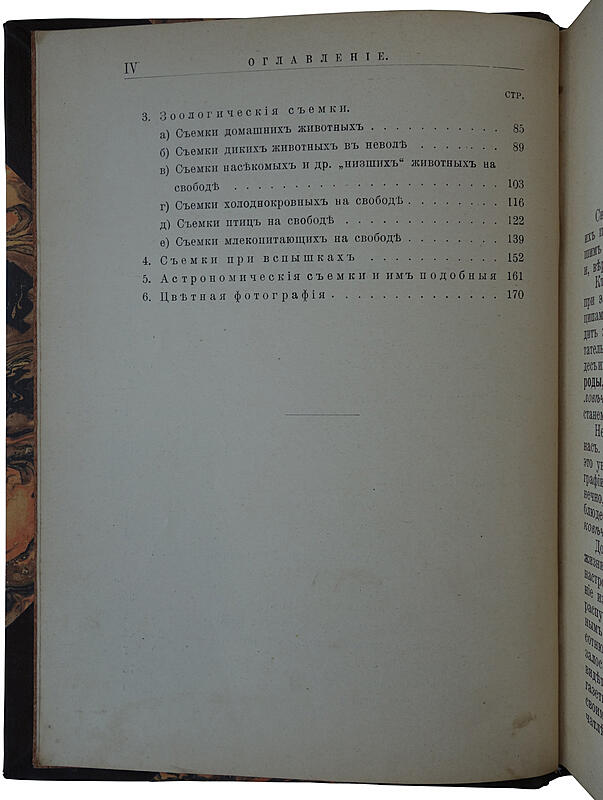 IV
ОГЛАВЛЕНІЕ.
СТР.
3. Зоологическія съемки.
а) Съемки домашнихъ животныхъ . . . . . . . . . . . 85
б) Съемки дикихъ животныхъ въ неволѣ . . . . . . . 89
в) Съемки насѣкомыхъ и др. „низшихъ“ животныхъ на
свободѣ . . . . . . . . . . . . . . . . . . . 103
г) Съемки холоднокровныхъ на свободѣ . . . . . . . 116
д) Съемки птицъ на свободѣ . . . . . . . . . . . . 122
е) Съемки млекопитающихъ на свободѣ . . . . . . . 139
4. Съемки при вспышкахъ . . . . . . . . . . . 152
5. Астрономическія съемки и имъ подобныя 161
6. Цвѣтная фотографія . . . . . . . . . . . . . 170